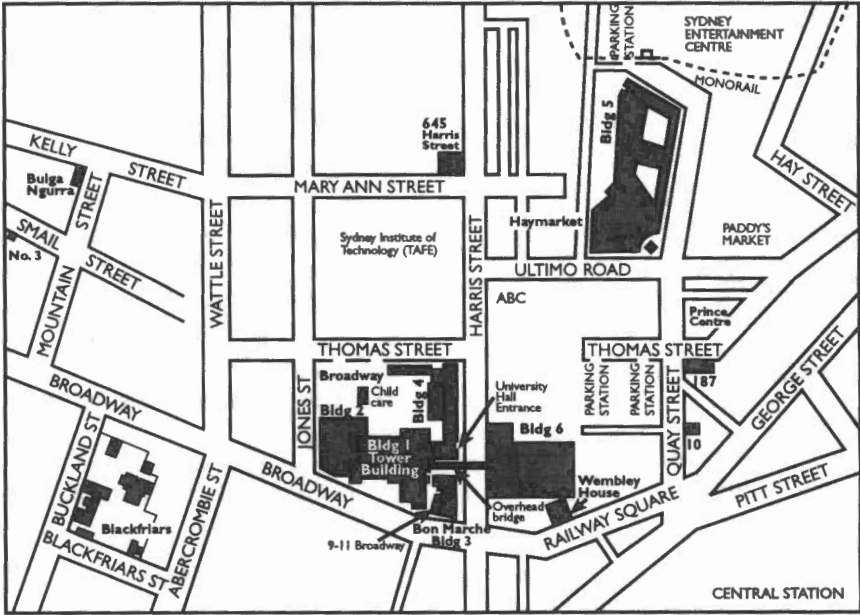 PARKING
STATION
SYDNEY
ENTERTAINMENT
CENTRE
MONORAIL
645
Harris
Street
Bldg 5
KELLY
STREET
HAY STREET
Bulga
Ngurra
STREET
MARY ANN STREET
SMAIL
STREET
No. 3
MOUNTAIN
WATTLE STREET
Sydney Institute of
Technology (TAFE)
HARRIS STREET
Haymarket
PADDY'S
MARKET
ULTIMO ROAD
ABC
Prince
Centre
THOMAS STREET
THOMAS STREET
187
GEORGE STREET
BROADWAY
JONES ST
Broadway
Child
care
Bldg 4
University
Hall
Entrance
PARKING
STATION
PARKING
STATION
QUAY STREET
10
Bldg 2
Bldg 1
Tower
Building
Bldg 6
BUCKLAND ST
BROADWAY
Wembley
House
PITT STREET
Overhead
bridge
Blackfriars
ABERCROMBIE ST
BLACKFRIARS ST
9-11 Broadway
Bon Marche
Bldg 3
RAILWAY SQUARE
CENTRAL STATION